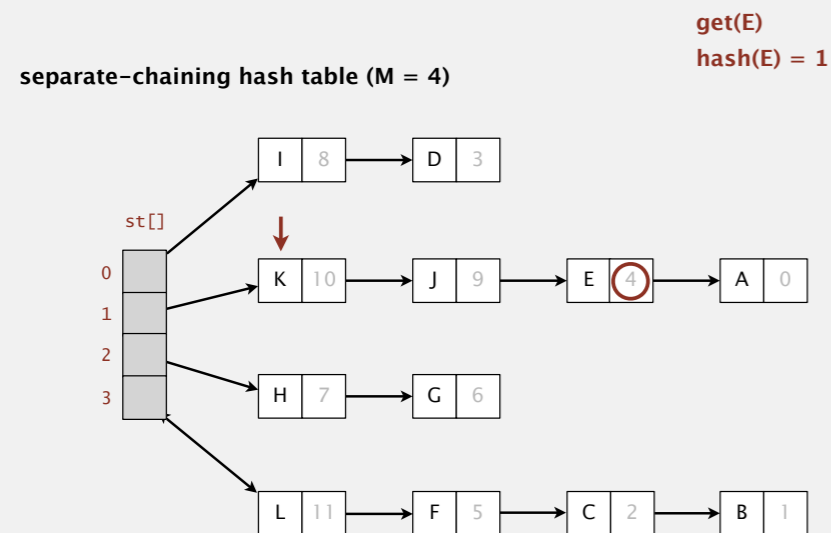 get(E)
hash(E) = 1
separate-chaining hash table (M = 4)
I 8 D 3
st[]
0
K 10 J 9 E 4 A 0
1
2
3
H 7 G 6
L 11 F 5 C 2 B 1